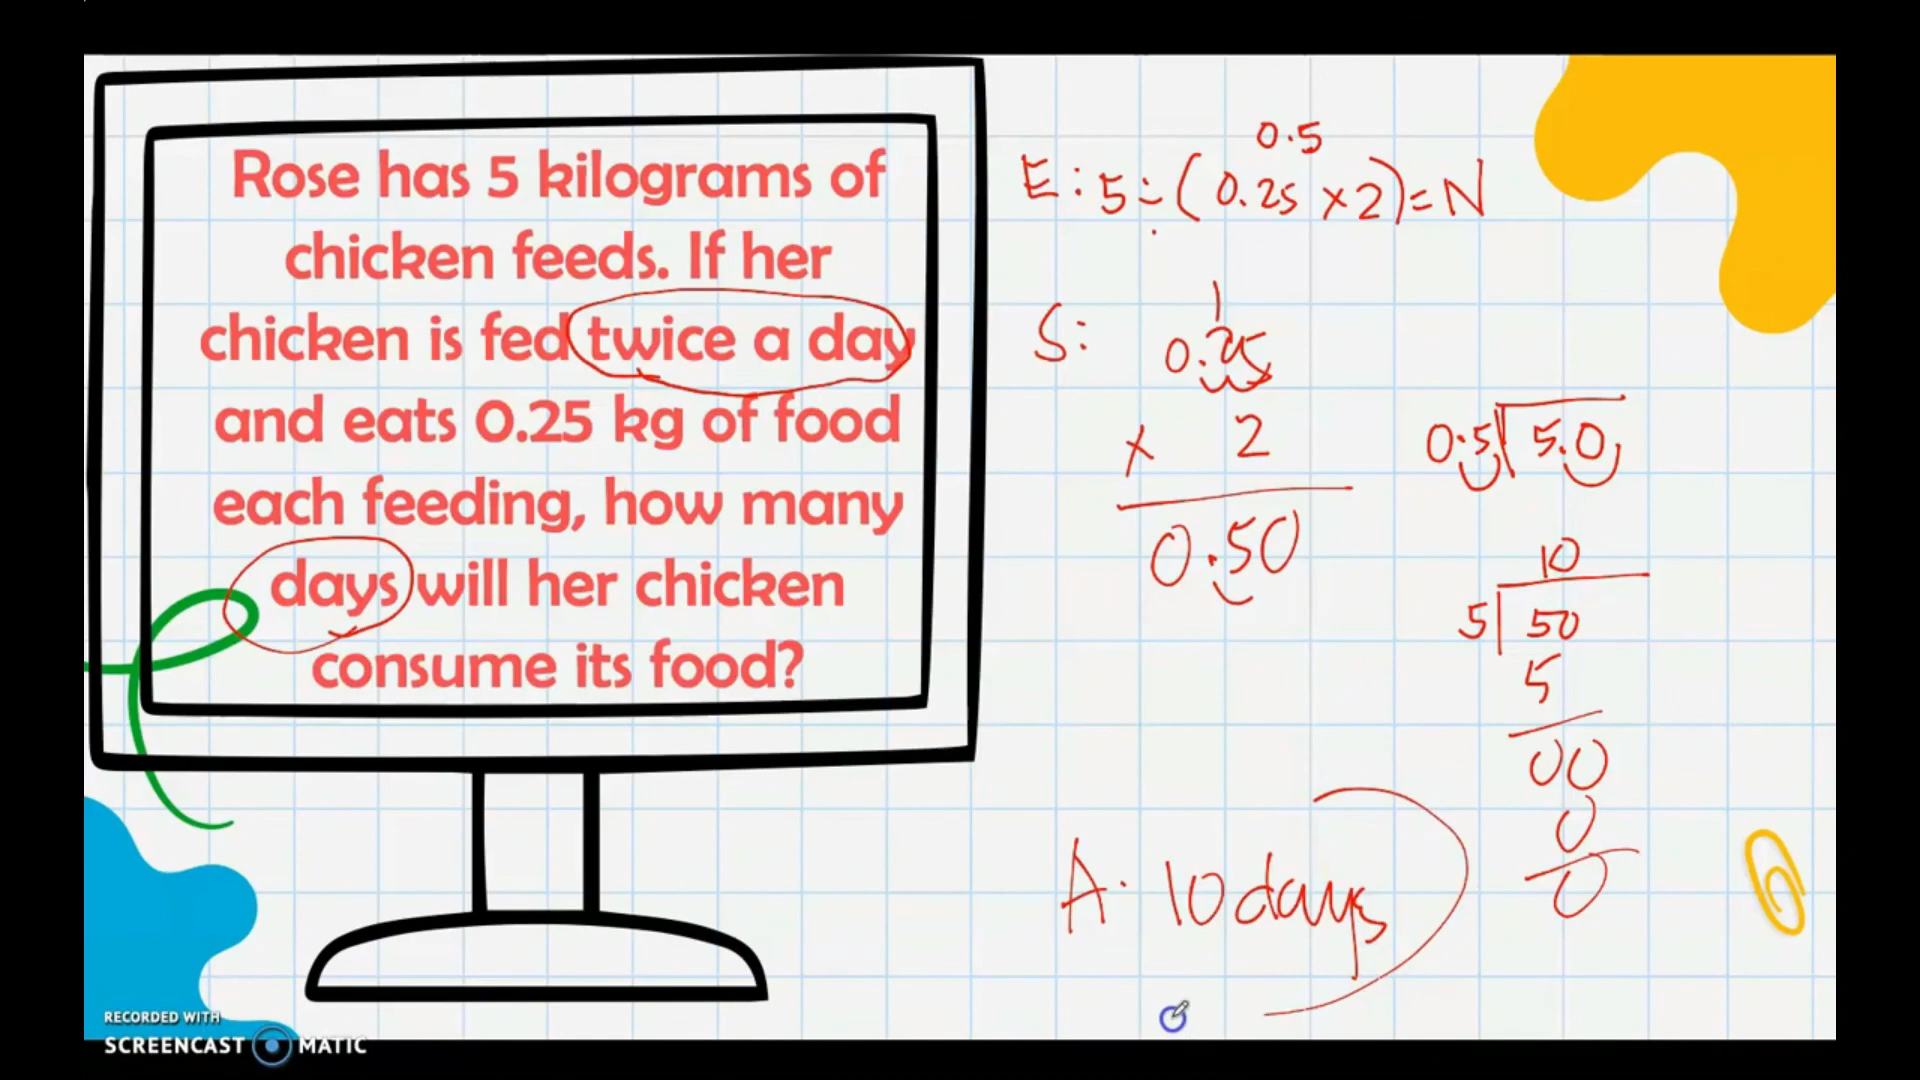 Rose has 5 kilograms of
chicken feeds. If her
chicken is fed twice a day
and eats 0.25 kg of food
each feeding, how many
days will her chicken
consume its food?
0.5
E: 5 ÷ (0.25 x 2) = N
S:
1
0.25
x 2
0.50
0.5 5.0
10
5 50
5
00
0
0
A. 10 days
RECORDED WITH
SCREENCAST MATIC